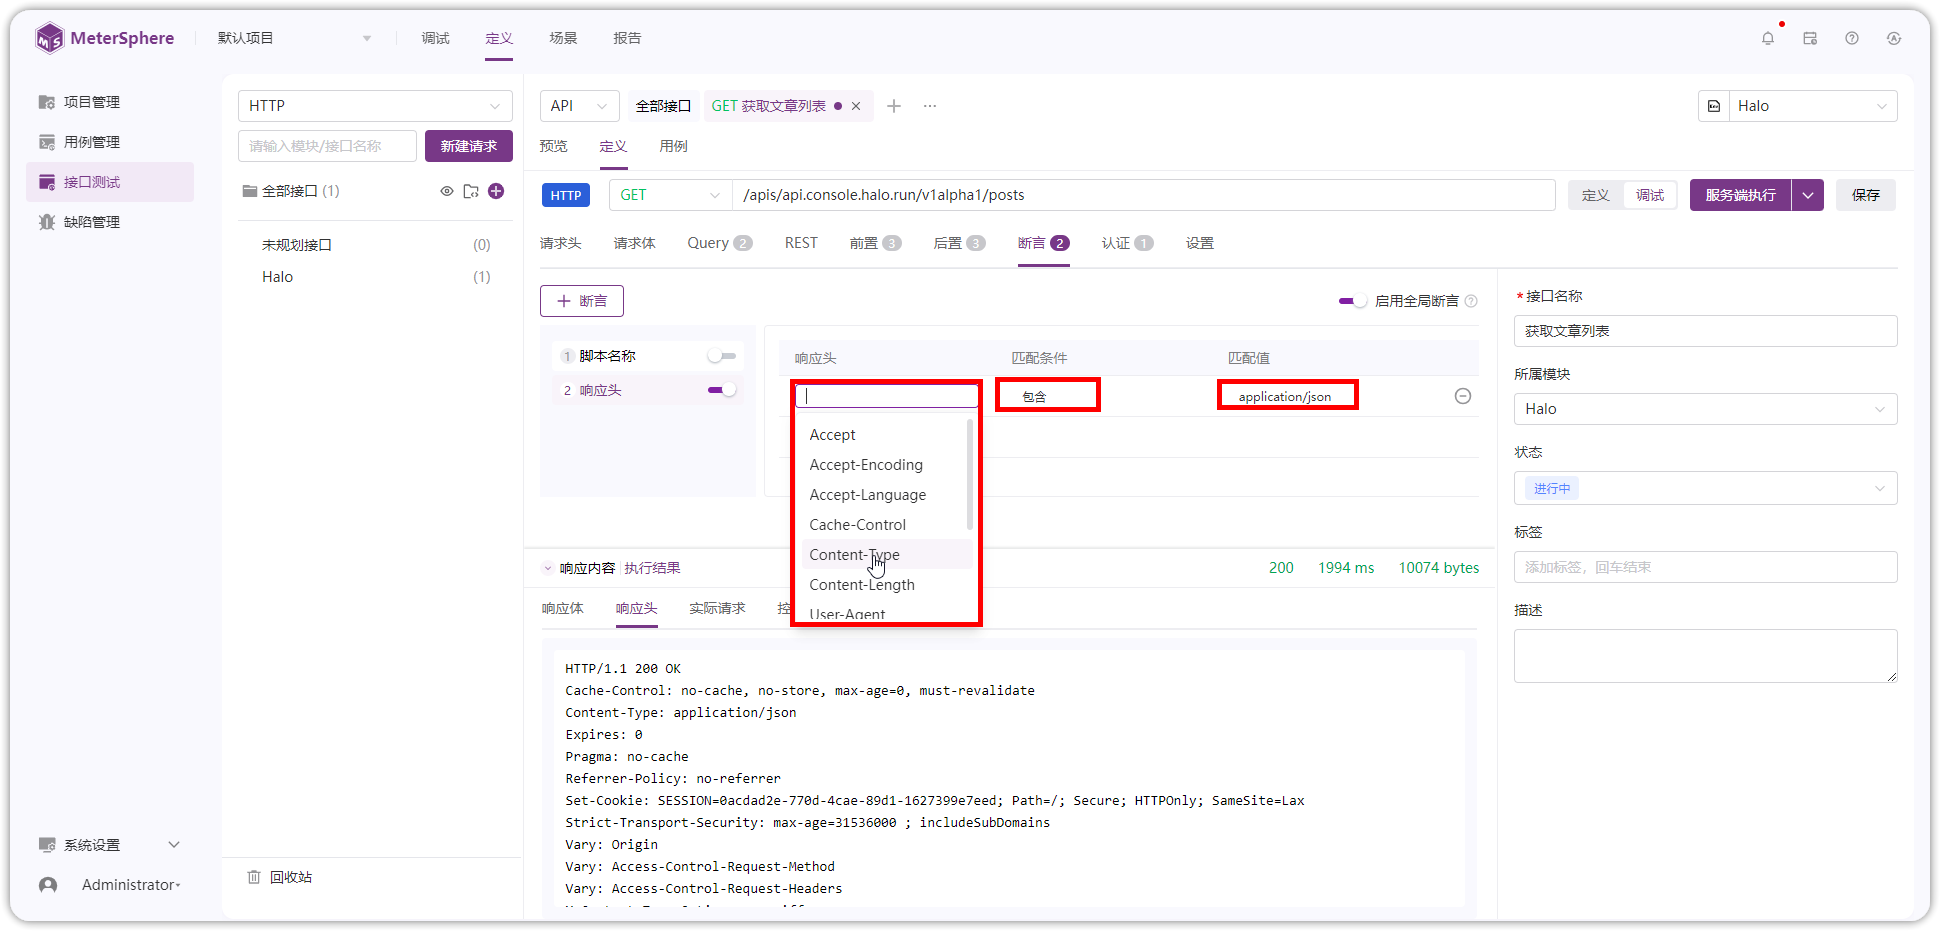 MeterSphere
默认项目
调试
定义
场景
报告
项目管理
用例管理
接口测试
缺陷管理
系统设置
Administrator
HTTP
请输入模块/接口名称
新建请求
全部接口 (1)
未规划接口 (0)
Halo (1)
回收站
API
全部接口
GET 获取文章列表
Halo
预览
定义
用例
HTTP
GET
/apis/api.console.halo.run/v1alpha1/posts
定义
调试
服务端执行
保存
请求头
请求体
Query 2
REST
前置 3
后置 3
断言 2
认证 1
设置
断言
启用全局断言
1 脚本名称
2 响应头
响应头
匹配条件
匹配值
包含
application/json
Accept
Accept-Encoding
Accept-Language
Cache-Control
Content-Type
Content-Length
User-Agent
响应内容
执行结果
200
1994 ms
10074 bytes
响应体
响应头
实际请求
HTTP/1.1 200 OK
Cache-Control: no-cache, no-store, max-age=0, must-revalidate
Content-Type: application/json
Expires: 0
Pragma: no-cache
Referrer-Policy: no-referrer
Set-Cookie: SESSION=0acdad2e-770d-4cae-89d1-1627399e7eed; Path=/; Secure; HTTPOnly; SameSite=Lax
Strict-Transport-Security: max-age=31536000 ; includeSubDomains
Vary: Origin
Vary: Access-Control-Request-Method
Vary: Access-Control-Request-Headers
*接口名称
获取文章列表
所属模块
Halo
状态
进行中
标签
添加标签，回车结束
描述